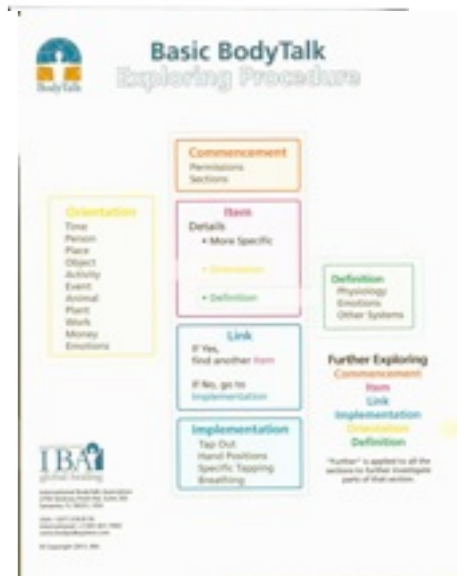 BodyTalk
Basic BodyTalk
Exploring Procedure
Commencement
Permissions
Sections
Orientation
Time
Person
Place
Object
Activity
Event
Animal
Plant
Work
Money
Emotions
Item
Details
• More Specific
• Orientation
• Definition
Definition
Physiology
Emotions
Other Systems
Link
If Yes,
find another Item
If No, go to
Implementation
Implementation
Tap Out
Hand Positions
Specific Tapping
Breathing
Further Exploring
Commencement
Item
Link
Implementation
Orientation
Definition
"Further" is applied to all the
sections to further investigate
parts of that section.
IBA
global healing
International BodyTalk Association